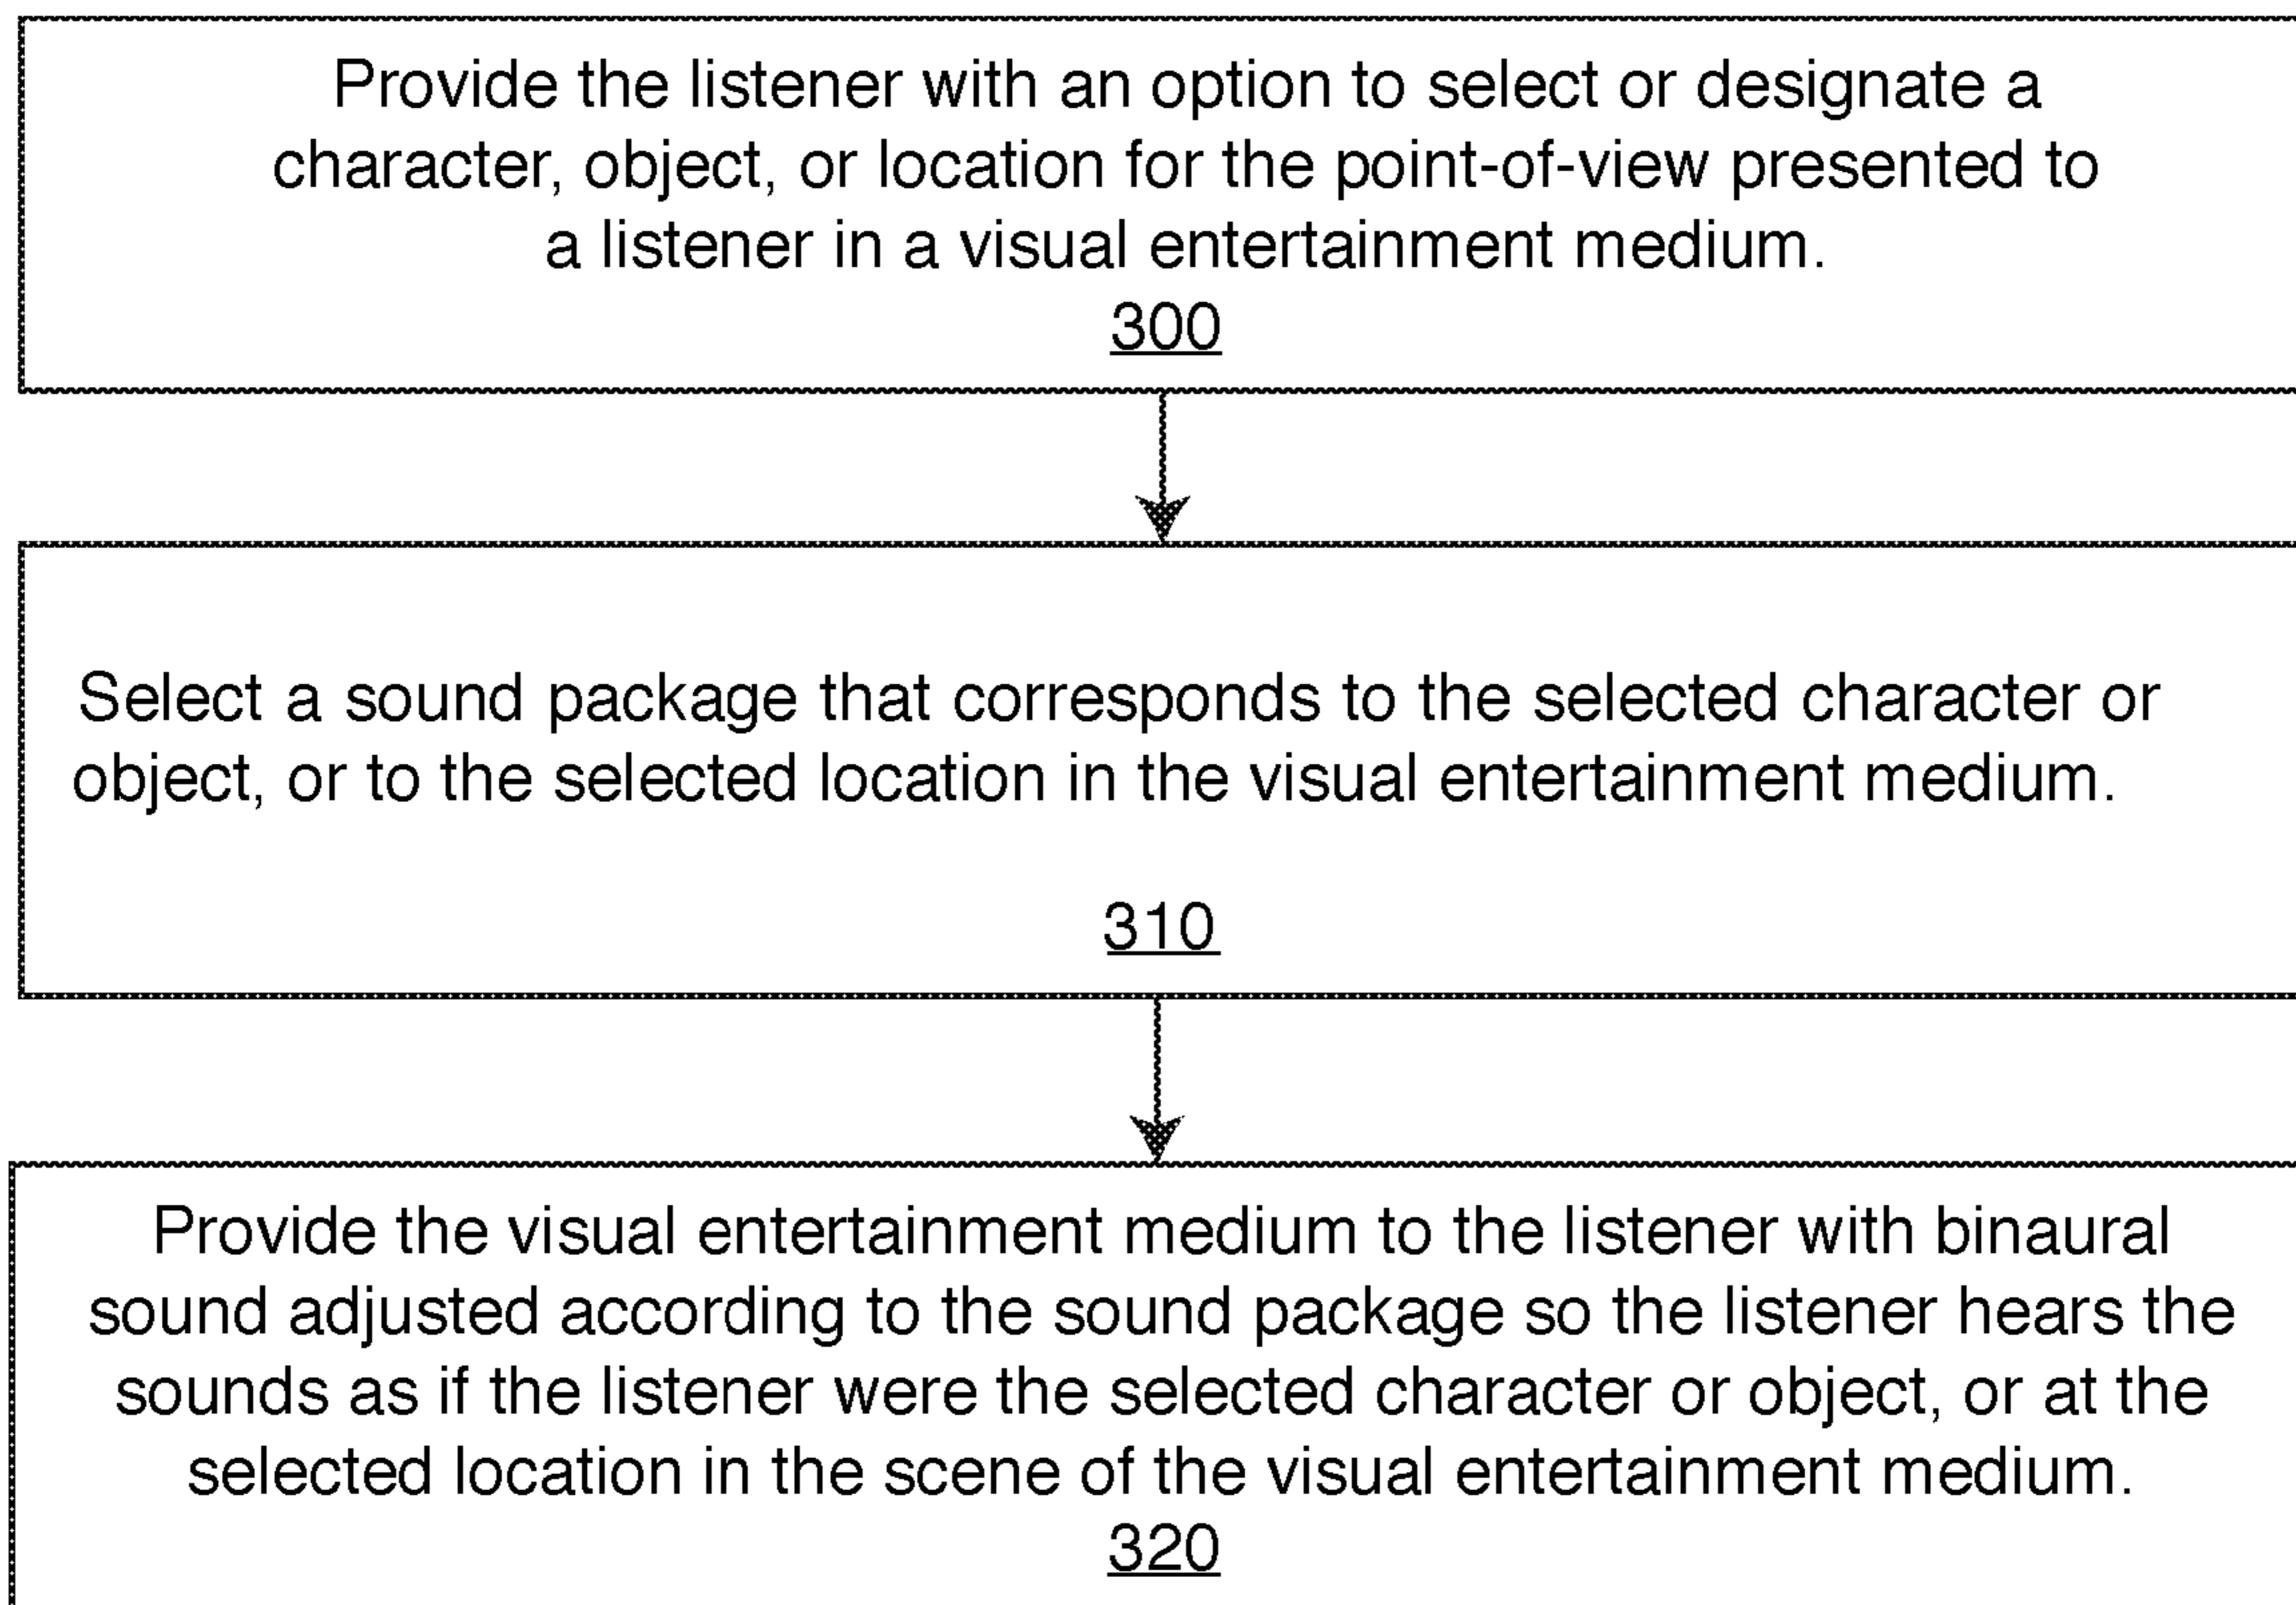 Provide the listener with an option to select or designate a
character, object, or location for the point-of-view presented to
a listener in a visual entertainment medium.
300
Select a sound package that corresponds to the selected character or
object, or to the selected location in the visual entertainment medium.
310
Provide the visual entertainment medium to the listener with binaural
sound adjusted according to the sound package so the listener hears the
sounds as if the listener were the selected character or object, or at the
selected location in the scene of the visual entertainment medium.
320